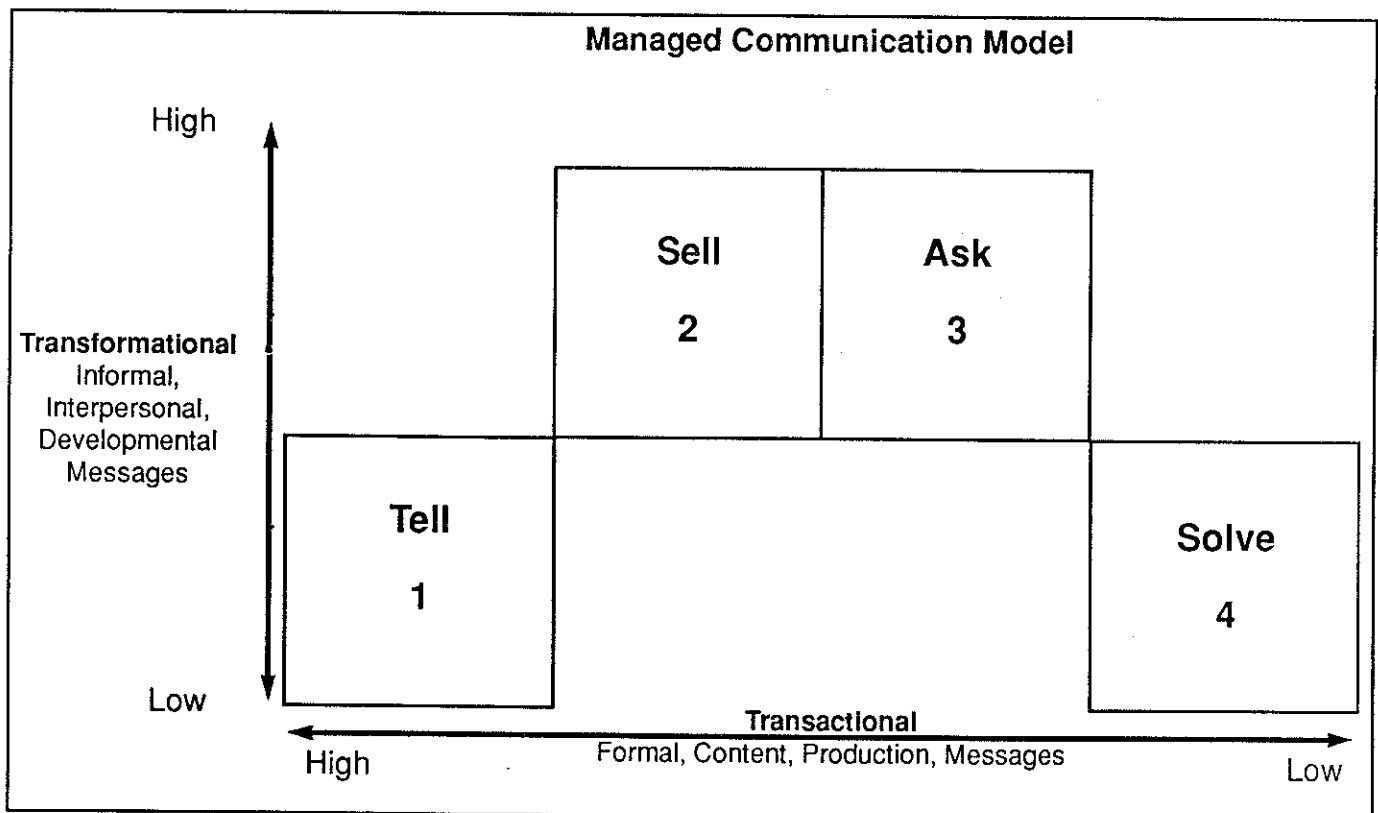 Managed Communication Model
High
Sell
2
Ask
3
Transformational
Informal,
Interpersonal,
Developmental
Messages
Tell
1
Solve
4
Low
Transactional
Formal, Content, Production, Messages
High
Low